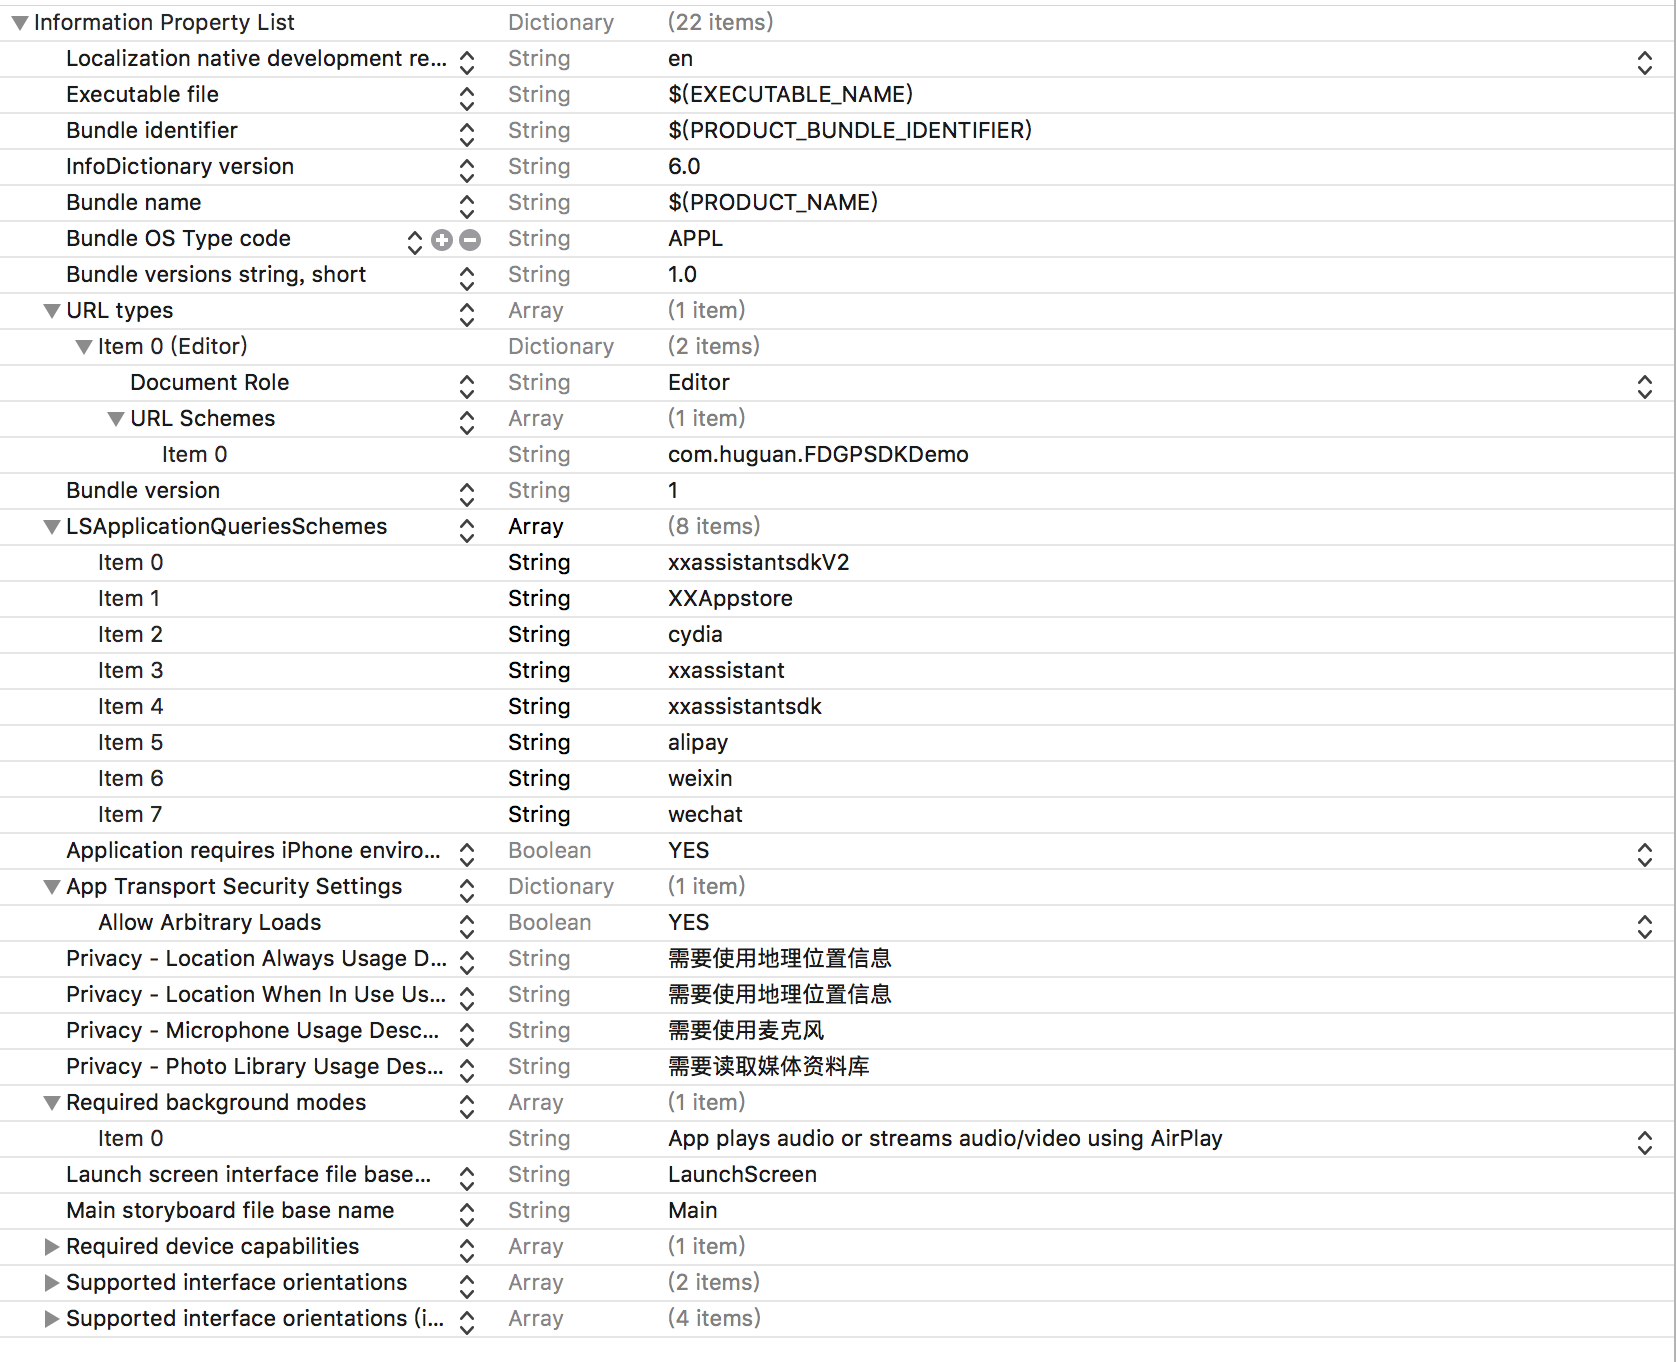 Information Property List Dictionary (22 items)
Localization native development re... String en
Executable file String $(EXECUTABLE_NAME)
Bundle identifier String $(PRODUCT_BUNDLE_IDENTIFIER)
InfoDictionary version String 6.0
Bundle name String $(PRODUCT_NAME)
Bundle OS Type code String APPL
Bundle versions string, short String 1.0
URL types Array (1 item)
Item 0 (Editor) Dictionary (2 items)
Document Role String Editor
URL Schemes Array (1 item)
Item 0 String com.huguan.FDGPSDKDemo
Bundle version String 1
LSApplicationQueriesSchemes Array (8 items)
Item 0 String xxassistantsdkV2
Item 1 String XXAppstore
Item 2 String cydia
Item 3 String xxassistant
Item 4 String xxassistantsdk
Item 5 String alipay
Item 6 String weixin
Item 7 String wechat
Application requires iPhone enviro... Boolean YES
App Transport Security Settings Dictionary (1 item)
Allow Arbitrary Loads Boolean YES
Privacy - Location Always Usage D... String 需要使用地理位置信息
Privacy - Location When In Use Us... String 需要使用地理位置信息
Privacy - Microphone Usage Desc... String 需要使用麦克风
Privacy - Photo Library Usage Des... String 需要读取媒体资料库
Required background modes Array (1 item)
Item 0 String App plays audio or streams audio/video using AirPlay
Launch screen interface file base... String LaunchScreen
Main storyboard file base name String Main
Required device capabilities Array (1 item)
Supported interface orientations Array (2 items)
Supported interface orientations (i... Array (4 items)